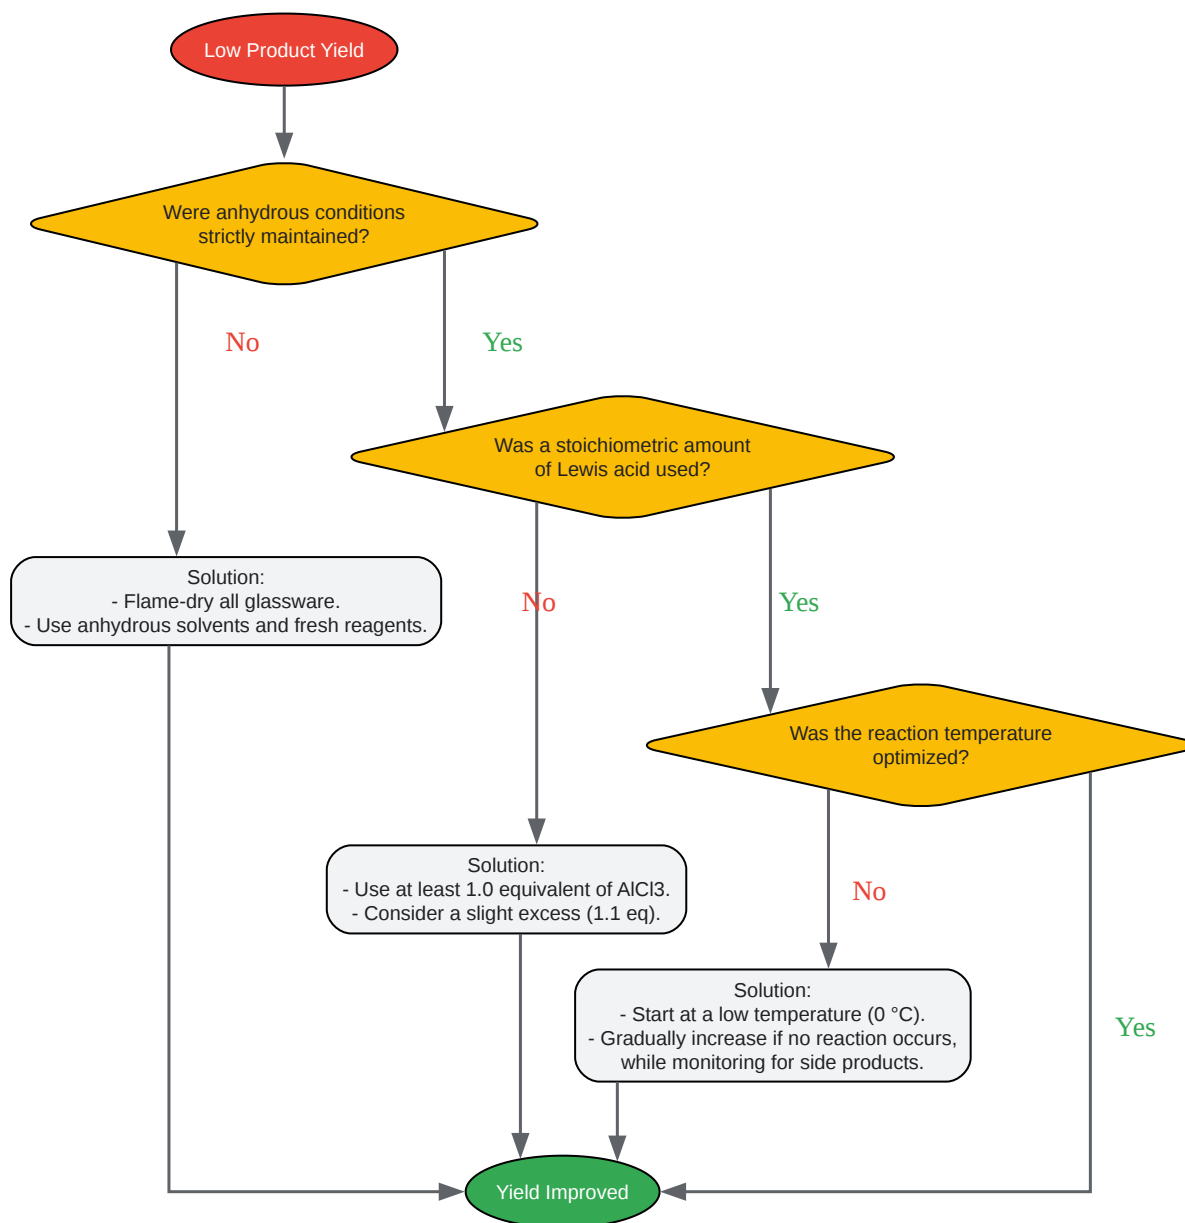 Low Product Yield
Were anhydrous conditions
strictly maintained?
No
Yes
Was a stoichiometric amount
of Lewis acid used?
Solution:
- Flame-dry all glassware.
- Use anhydrous solvents and fresh reagents.
No
Yes
Was the reaction temperature
optimized?
Solution:
- Use at least 1.0 equivalent of AlCl3.
- Consider a slight excess (1.1 eq).
No
Solution:
- Start at a low temperature (0 °C).
- Gradually increase if no reaction occurs,
while monitoring for side products.
Yes
Yield Improved